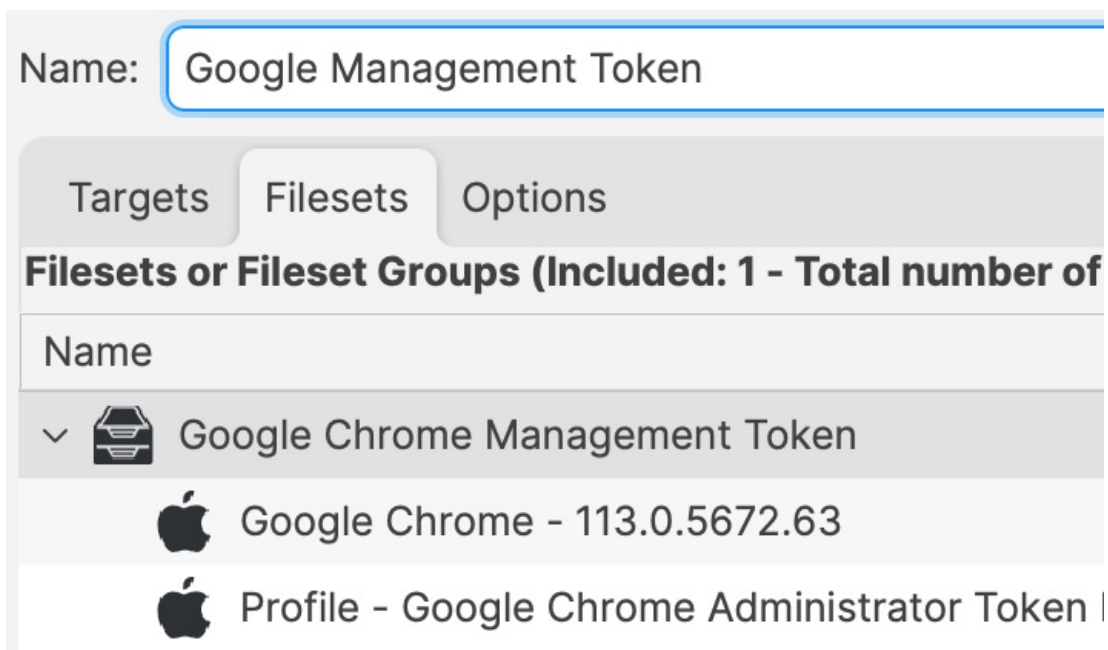 Name: Google Management Token
Targets Filesets Options
Filesets or Fileset Groups (Included: 1 - Total number of
Name
Google Chrome Management Token
Google Chrome - 113.0.5672.63
Profile - Google Chrome Administrator Token